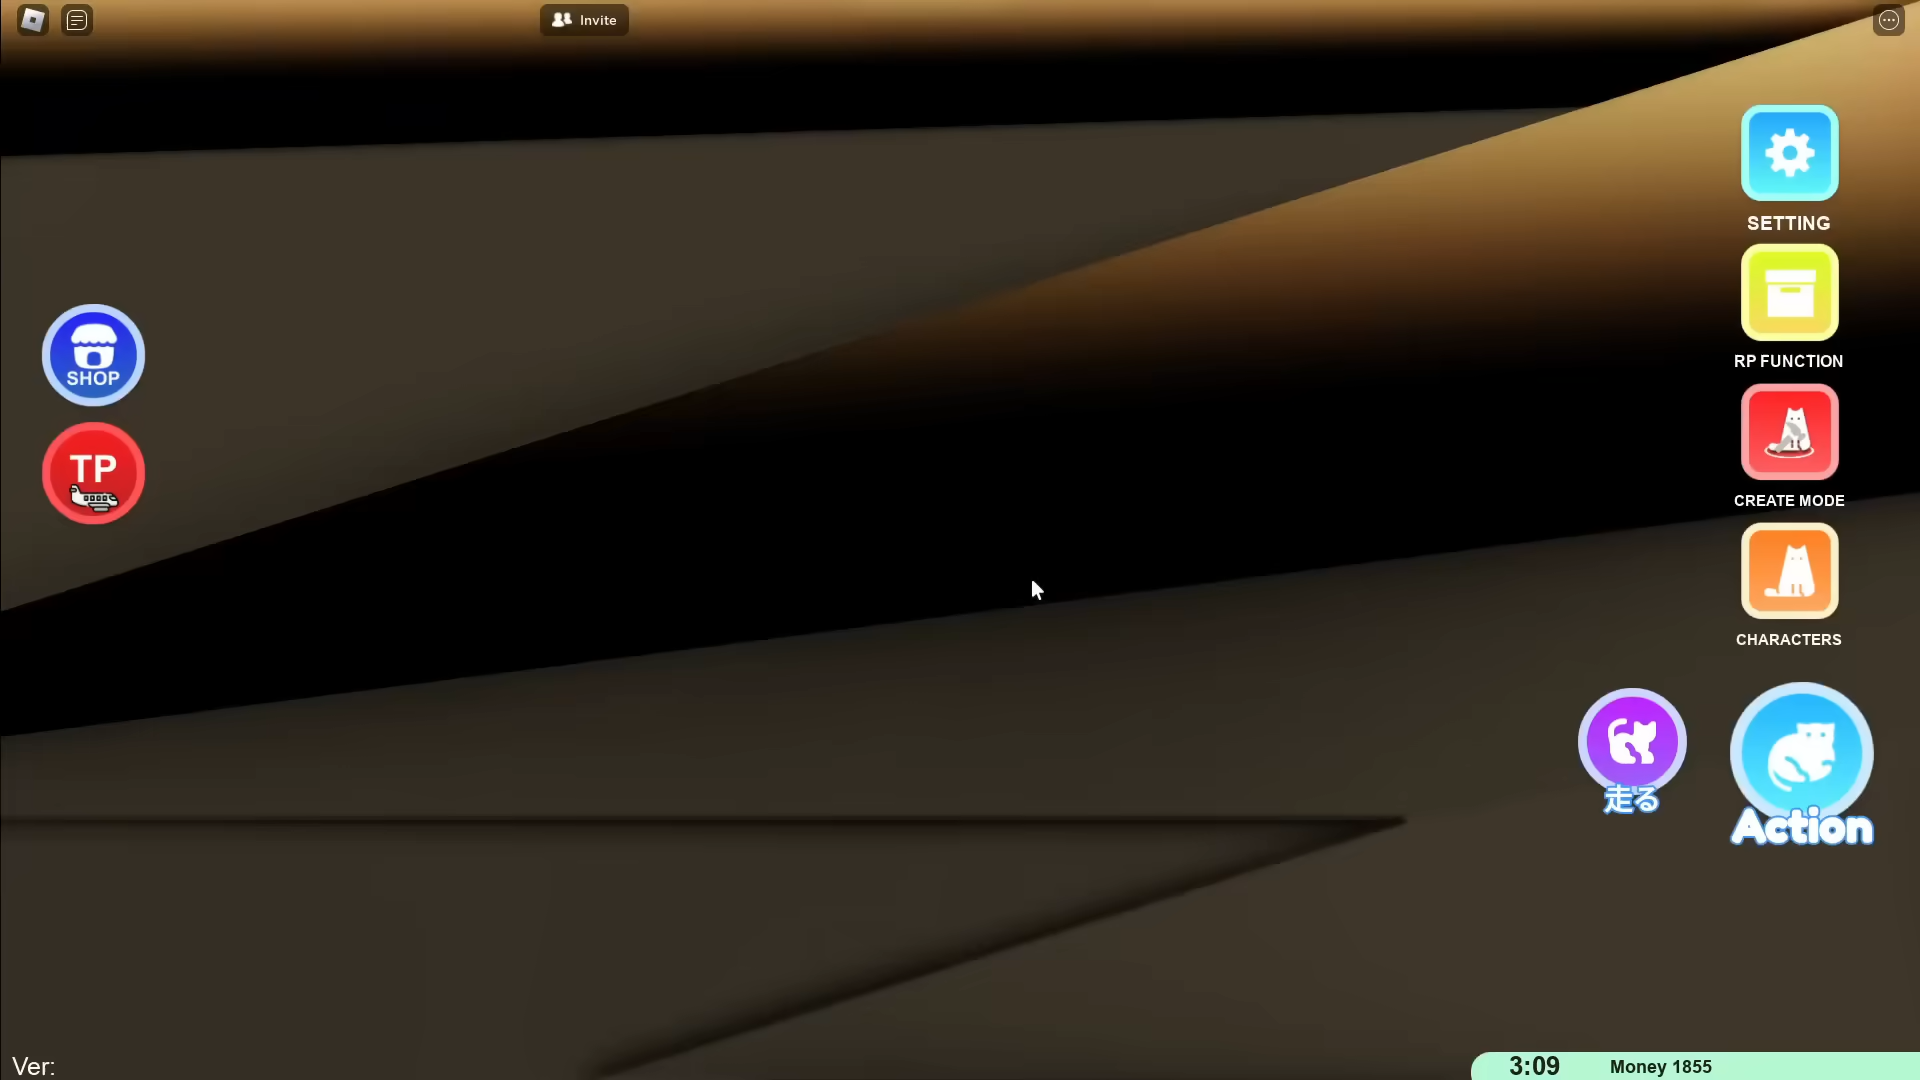 Invite
SETTING
RP FUNCTION
SHOP
TP
CREATE MODE
CHARACTERS
走る
Action
Ver:
3:09
Money 1855